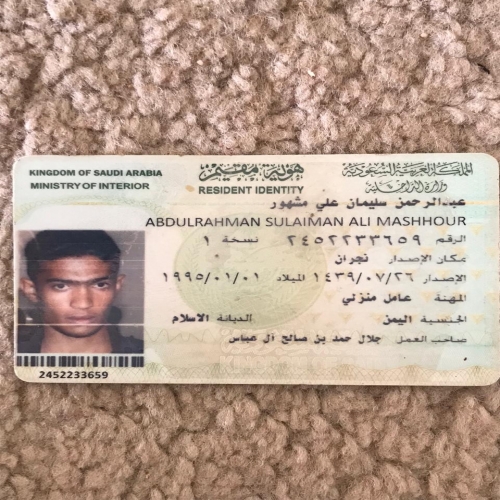 KINGDOM OF SAUDI ARABIA
MINISTRY OF INTERIOR
هوية مقيم
RESIDENT IDENTITY
المملكة العربية السعودية
وزارة الداخلية
عبدالرحمن سليمان علي مشهور
ABDULRAHMAN SULAIMAN ALI MASHHOUR
الرقم ٢٤٥٢٢٣٣٦٥٩ نسخة ١
مكان الإصدار نجران
الإصدار ١٤٣٩/٠٧/٢٦ الميلاد ١٩٩٥/٠١/٠١
المهنة عامل منزلي
الجنسية اليمن الديانة الاسلام
صاحب العمل جلال حمد بن صالح آل عباس
2452233659